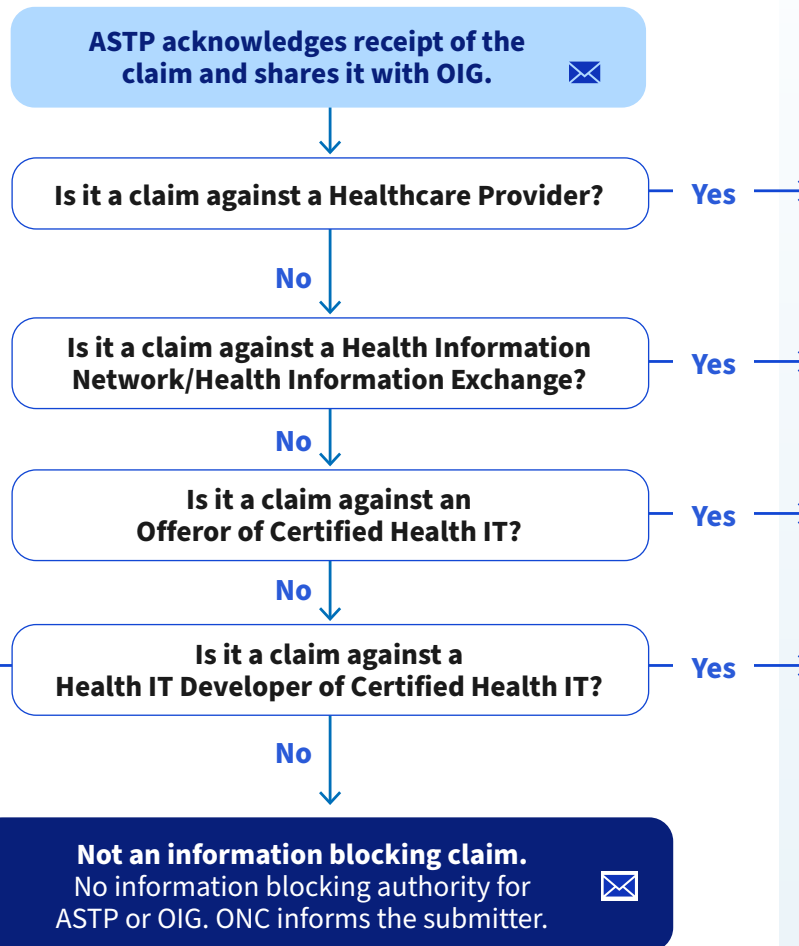 ASTP acknowledges receipt of the
claim and shares it with OIG.
Is it a claim against a Healthcare Provider?
Yes
No
Is it a claim against a Health Information
Network/Health Information Exchange?
Yes
No
Is it a claim against an
Offeror of Certified Health IT?
Yes
No
Is it a claim against a
Health IT Developer of Certified Health IT?
Yes
No
Not an information blocking claim.
No information blocking authority for
ASTP or OIG. ONC informs the submitter.